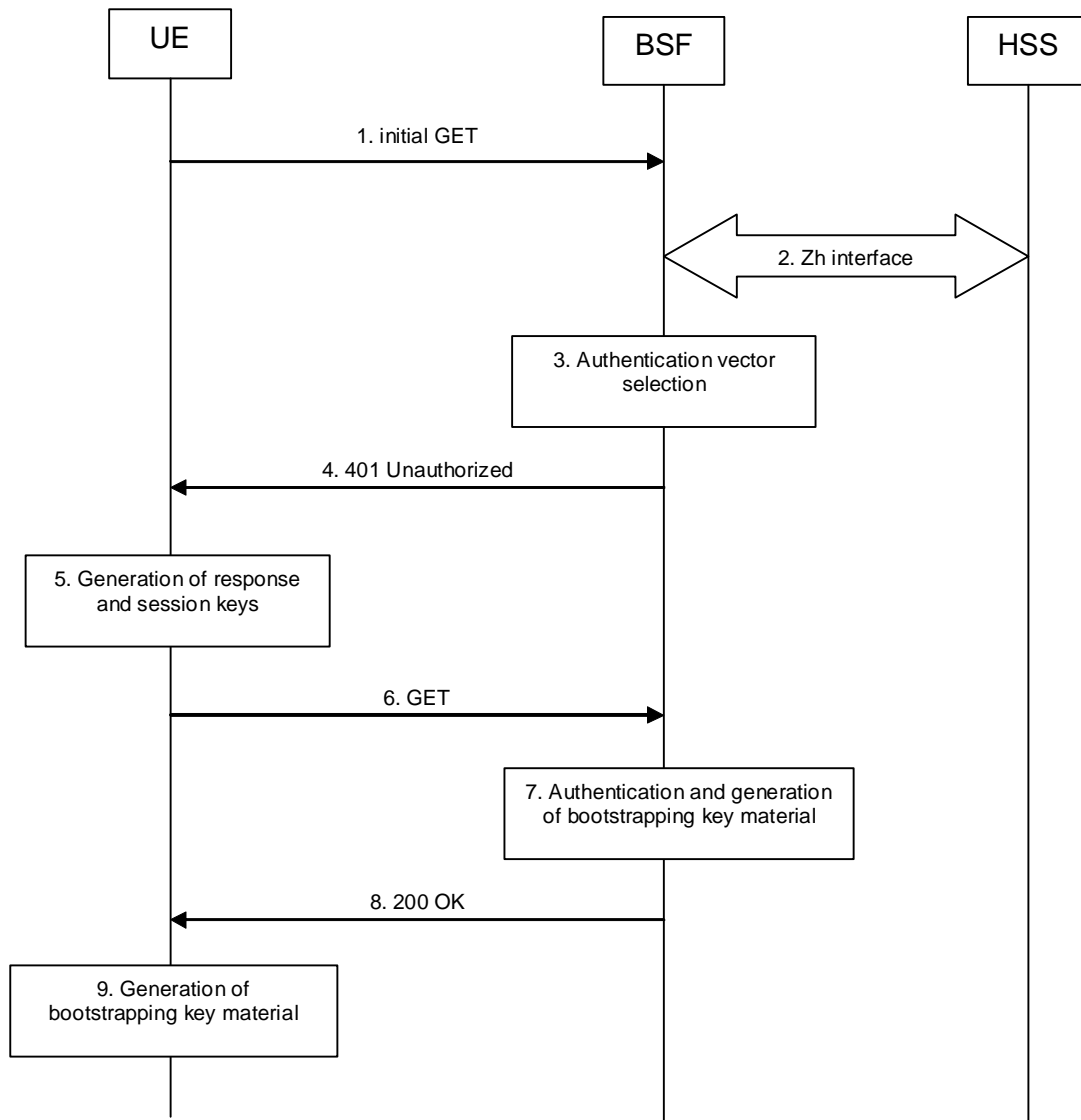 UE
BSF
HSS
1. initial GET
2. Zh interface
3. Authentication vector
selection
4. 401 Unauthorized
5. Generation of response
and session keys
6. GET
7. Authentication and generation
of bootstrapping key material
8. 200 OK
9. Generation of
bootstrapping key material